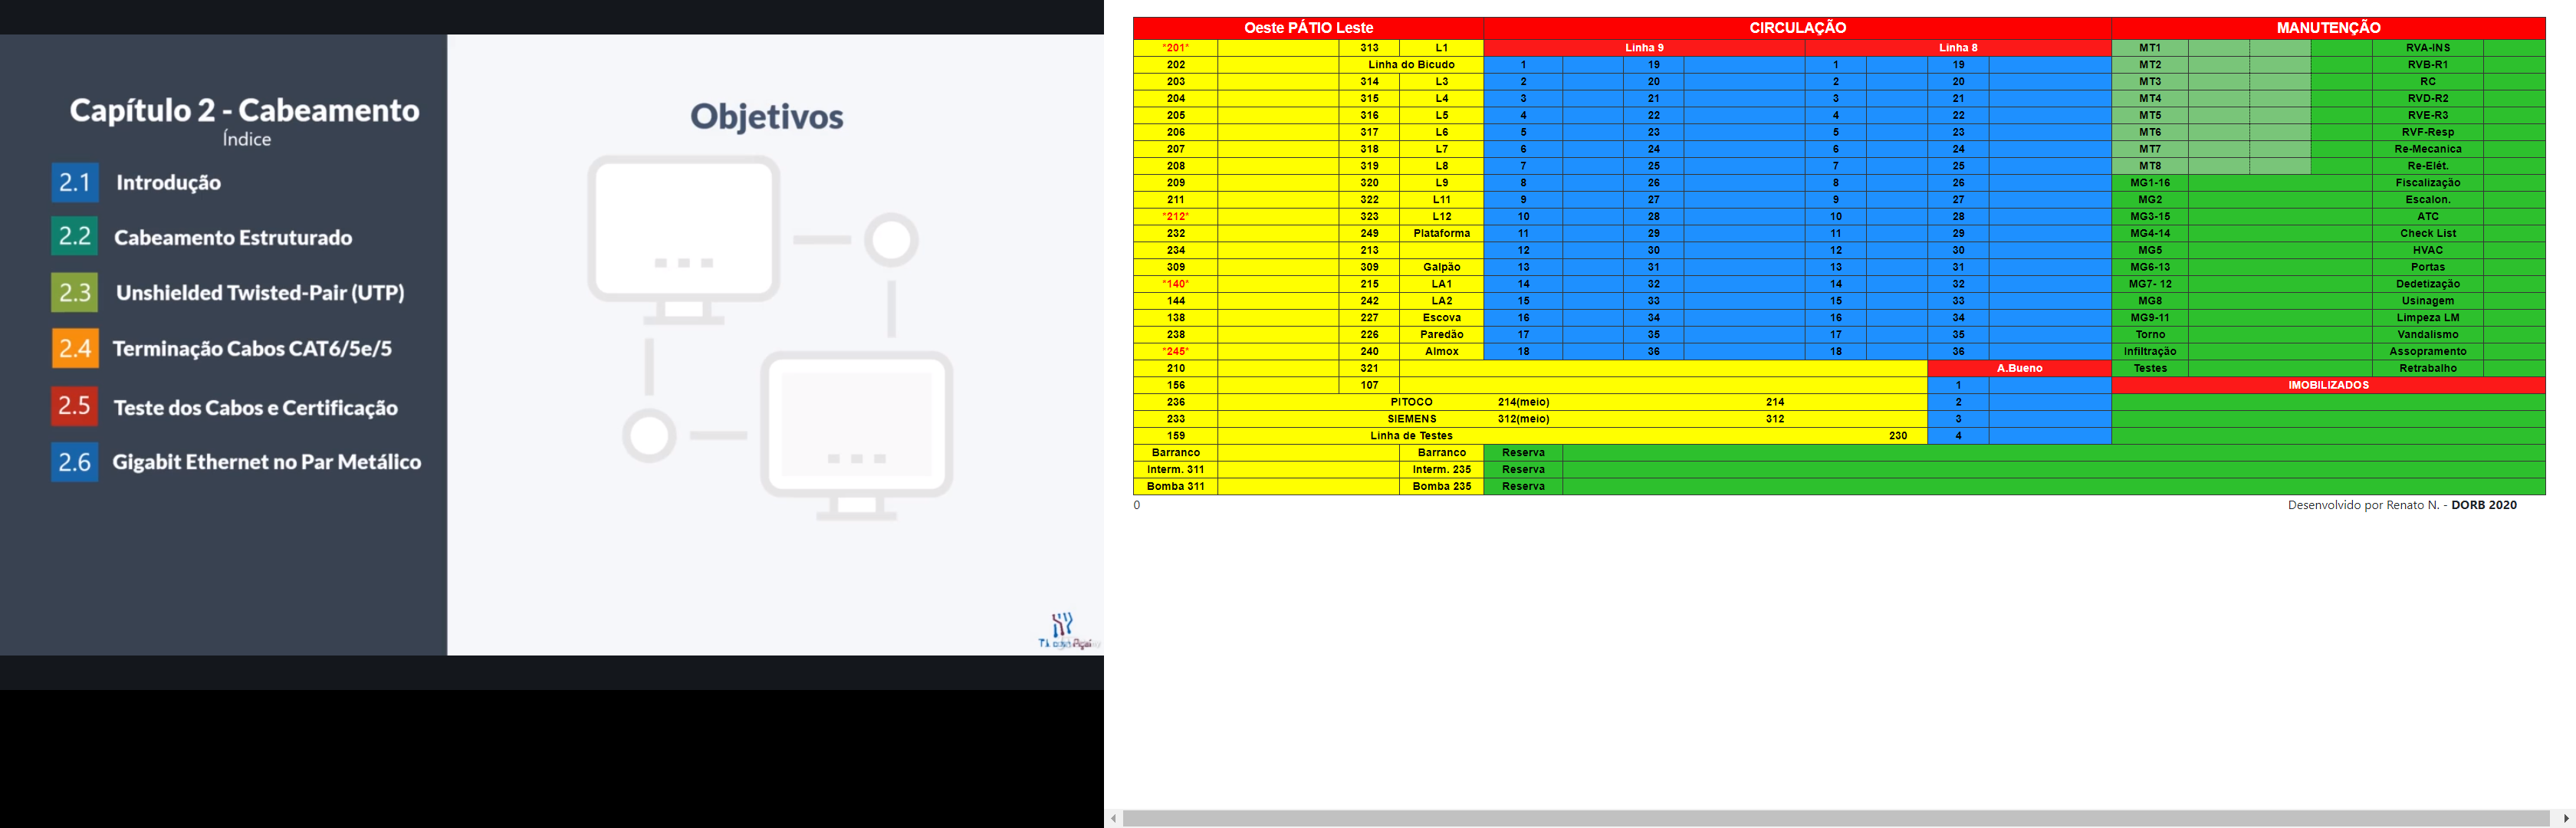 Capítulo 2 - Cabeamento
Índice
2.1 Introdução
2.2 Cabeamento Estruturado
2.3 Unshielded Twisted-Pair (UTP)
2.4 Terminação Cabos CAT6/5e/5
2.5 Teste dos Cabos e Certificação
2.6 Gigabit Ethernet no Par Metálico
Objetivos
Oeste PÁTIO Leste CIRCULAÇÃO MANUTENÇÃO
*201* 313 L1 Linha 9 Linha 8 MT1 RVA-INS
202 Linha do Bicudo 1 19 1 19 MT2 RVB-R1
203 314 L3 2 20 2 20 MT3 RC
204 315 L4 3 21 3 21 MT4 RVD-R2
205 316 L5 4 22 4 22 MT5 RVE-R3
206 317 L6 5 23 5 23 MT6 RVF-Resp
207 318 L7 6 24 6 24 MT7 Re-Mecanica
208 319 L8 7 25 7 25 MT8 Re-Elét.
209 320 L9 8 26 8 26 MG1-16 Fiscalização
211 322 L11 9 27 9 27 MG2 Escalon.
*212* 323 L12 10 28 10 28 MG3-15 ATC
232 249 Plataforma 11 29 11 29 MG4-14 Check List
234 213 12 30 12 30 MG5 HVAC
309 309 Galpão 13 31 13 31 MG6-13 Portas
*140* 215 LA1 14 32 14 32 MG7- 12 Dedetização
144 242 LA2 15 33 15 33 MG8 Usinagem
138 227 Escova 16 34 16 34 MG9-11 Limpeza LM
238 226 Paredão 17 35 17 35 Torno Vandalismo
*245* 240 Almox 18 36 18 36 Infiltração Assopramento
210 321 A.Bueno Testes Retrabalho
156 107 1 IMOBILIZADOS
236 PITOCO 214(meio) 214 2
233 SIEMENS 312(meio) 312 3
159 Linha de Testes 230 4
Barranco Barranco Reserva
Interm. 311 Interm. 235 Reserva
Bomba 311 Bomba 235 Reserva
0 Desenvolvido por Renato N. - DORB 2020